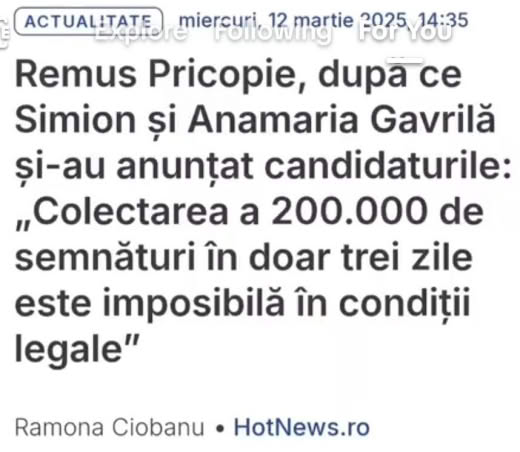 ACTUALITATE miercuri, 12 martie 2025, 14:35
Explore Following For You
Remus Pricopie, după ce
Simion și Anamaria Gavrilă
și-au anunțat candidaturile:
„Colectarea a 200.000 de
semnături în doar trei zile
este imposibilă în condiții
legale”
Ramona Ciobanu • HotNews.ro